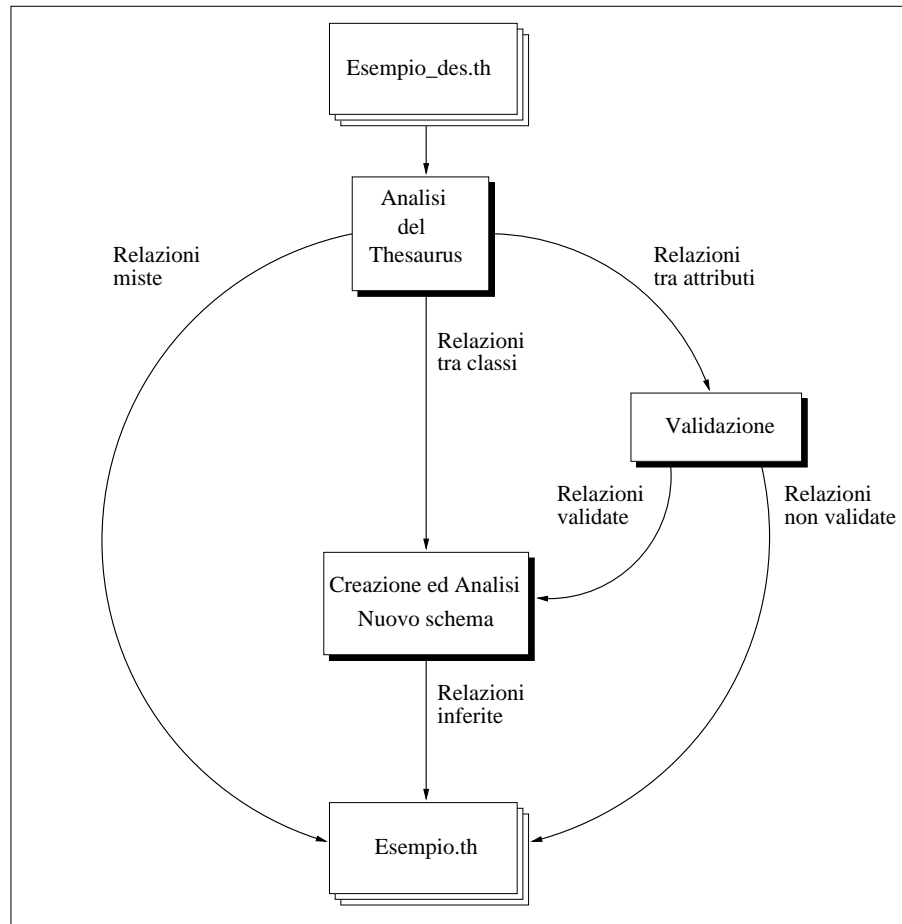 Esempio_des.th
Analisi
del
Thesaurus
Relazioni
miste
Relazioni
tra attributi
Relazioni
tra classi
Validazione
Relazioni
validate
Relazioni
non validate
Creazione ed Analisi
Nuovo schema
Relazioni
inferite
Esempio.th